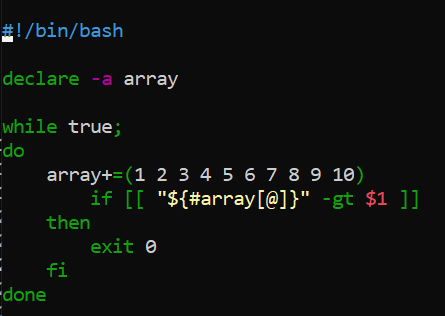 #!/bin/bash
declare -a array
while true;
do
array+=(1 2 3 4 5 6 7 8 9 10)
if [[ "${#array[@]}" -gt $1 ]]
then
exit 0
fi
done